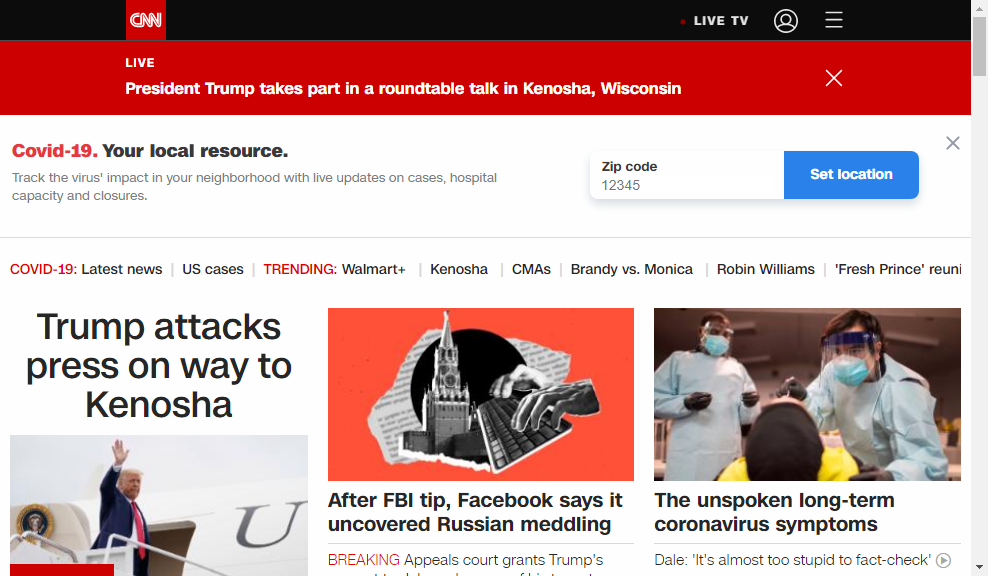 CNN
LIVE TV
LIVE
President Trump takes part in a roundtable talk in Kenosha, Wisconsin
Covid-19. Your local resource.
Track the virus' impact in your neighborhood with live updates on cases, hospital
capacity and closures.
Zip code
12345
Set location
COVID-19: Latest news | US cases | TRENDING: Walmart+ | Kenosha | CMAs | Brandy vs. Monica | Robin Williams | 'Fresh Prince' reuni
Trump attacks
press on way to
Kenosha
U
After FBI tip, Facebook says it
uncovered Russian meddling
BREAKING Appeals court grants Trump's
The unspoken long-term
coronavirus symptoms
Dale: 'It's almost too stupid to fact-check'